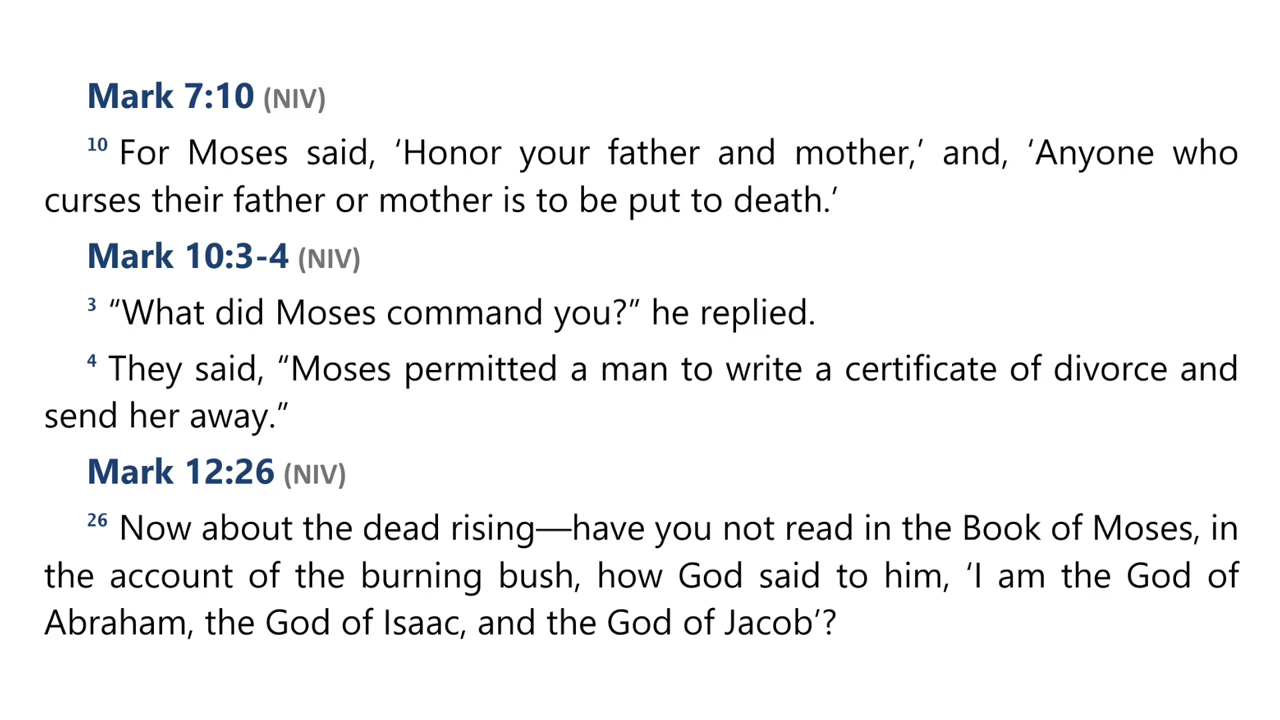 Mark 7:10 (NIV)
10 For Moses said, ‘Honor your father and mother,’ and, ‘Anyone who
curses their father or mother is to be put to death.’
Mark 10:3-4 (NIV)
3 “What did Moses command you?” he replied.
4 They said, “Moses permitted a man to write a certificate of divorce and
send her away.”
Mark 12:26 (NIV)
26 Now about the dead rising—have you not read in the Book of Moses, in
the account of the burning bush, how God said to him, ‘I am the God of
Abraham, the God of Isaac, and the God of Jacob’?